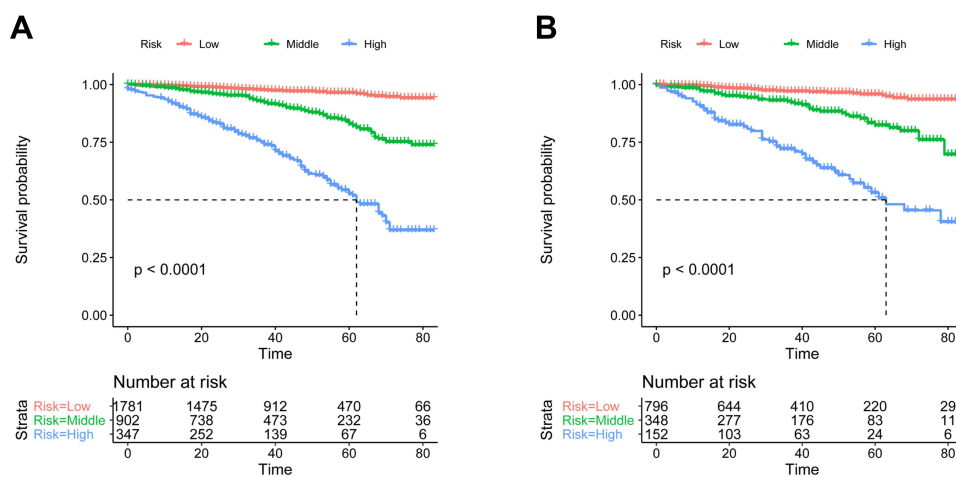 A
Risk Low Middle High
1.00
0.75
0.50
0.25
0.00
Survival probability
p < 0.0001
0 20 40 60 80
Time
Number at risk
Strata
Risk=Low 1781 1475 912 470 66
Risk=Middle 902 738 473 232 36
Risk=High 347 252 139 67 6
0 20 40 60 80
Time
B
Risk Low Middle High
1.00
0.75
0.50
0.25
0.00
Survival probability
p < 0.0001
0 20 40 60 80
Time
Number at risk
Strata
Risk=Low 796 644 410 220 29
Risk=Middle 348 277 176 83 11
Risk=High 152 103 63 24 6
0 20 40 60 80
Time